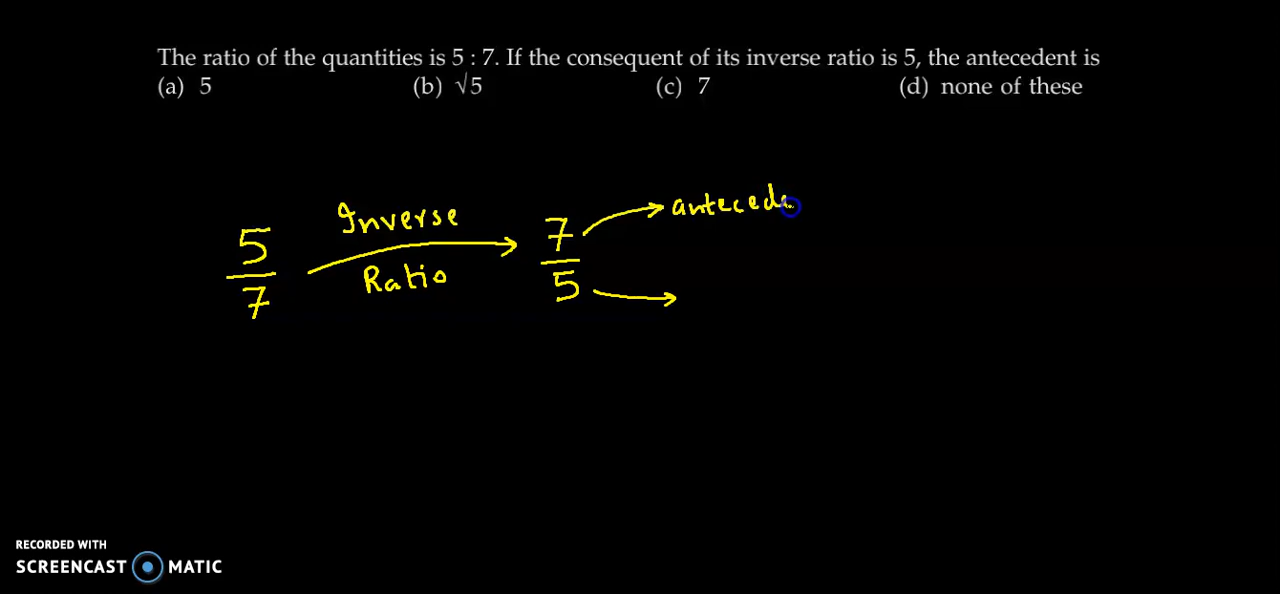 The ratio of the quantities is 5 : 7. If the consequent of its inverse ratio is 5, the antecedent is
(a) 5 (b) √5 (c) 7 (d) none of these
Inverse
Ratio
5
7
7
5
antecede
RECORDED WITH
SCREENCAST MATIC